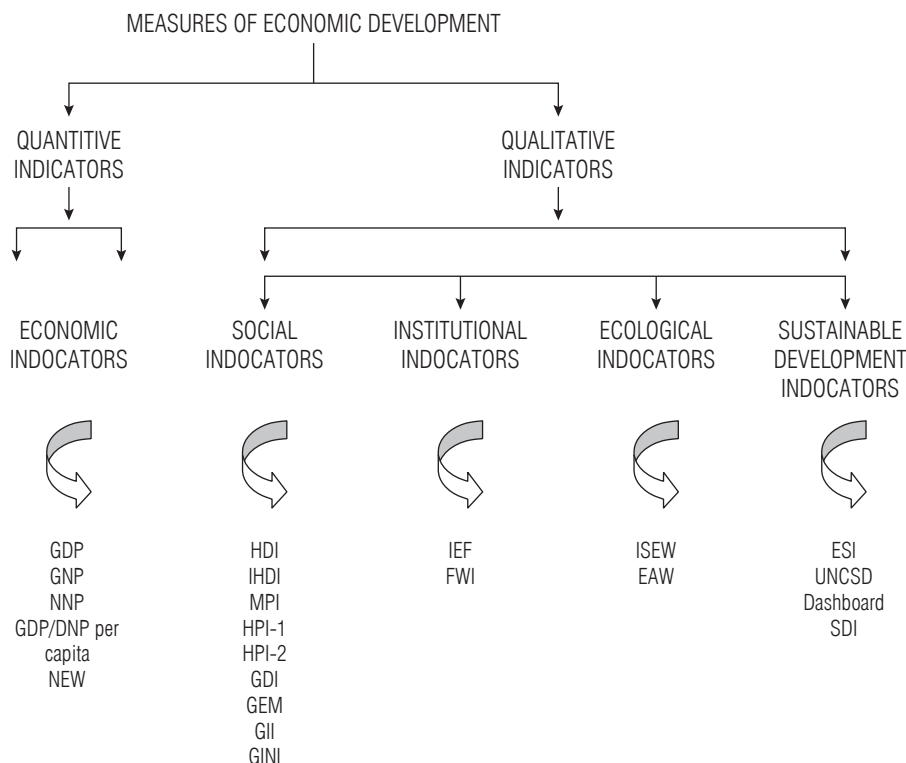 MEASURES OF ECONOMIC DEVELOPMENT
QUANTITIVE
INDICATORS
QUALITATIVE
INDICATORS
ECONOMIC
INDOCATORS
SOCIAL
INDOCATORS
INSTITUTIONAL
INDOCATORS
ECOLOGICAL
INDOCATORS
SUSTAINABLE
DEVELOPMENT
INDOCATORS
GDP
GNP
NNP
GDP/DNP per
capita
NEW
HDI
IHDI
MPI
HPI-1
HPI-2
GDI
GEM
GII
GINI
IEF
FWI
ISEW
EAW
ESI
UNCSD
Dashboard
SDI